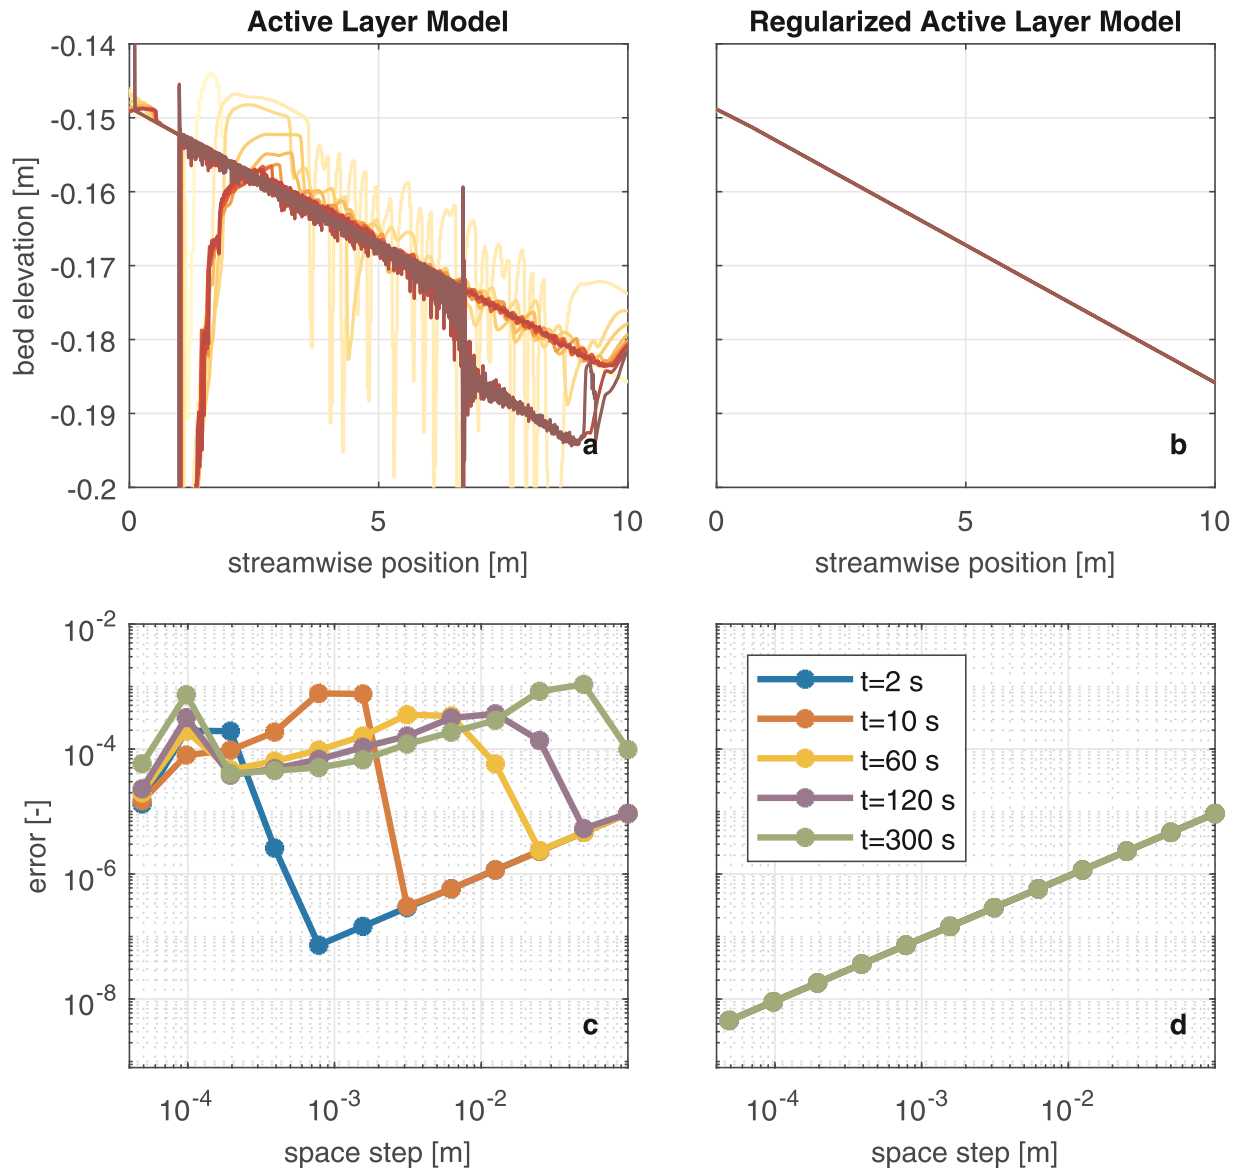 Active Layer Model
Regularized Active Layer Model
bed elevation [m]
-0.14
-0.15
-0.16
-0.17
-0.18
-0.19
-0.2
a
b
0
5
10
0
5
10
streamwise position [m]
streamwise position [m]
error [-]
10^-2
10^-4
10^-6
10^-8
t=2 s
t=10 s
t=60 s
t=120 s
t=300 s
c
d
10^-4
10^-3
10^-2
10^-4
10^-3
10^-2
space step [m]
space step [m]